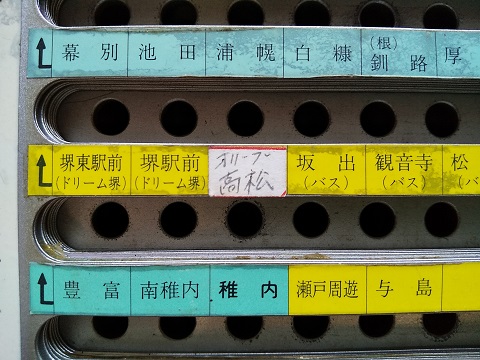 幕別 池田 浦幌 白糠 (根)釧路 厚
堺東駅前 堺駅前 オリーブ 坂出 観音寺 松
(ドリーム堺) (ドリーム堺) 高松 (バス) (バス) (バ
豊富 南稚内 稚内 瀬戸周遊 与島